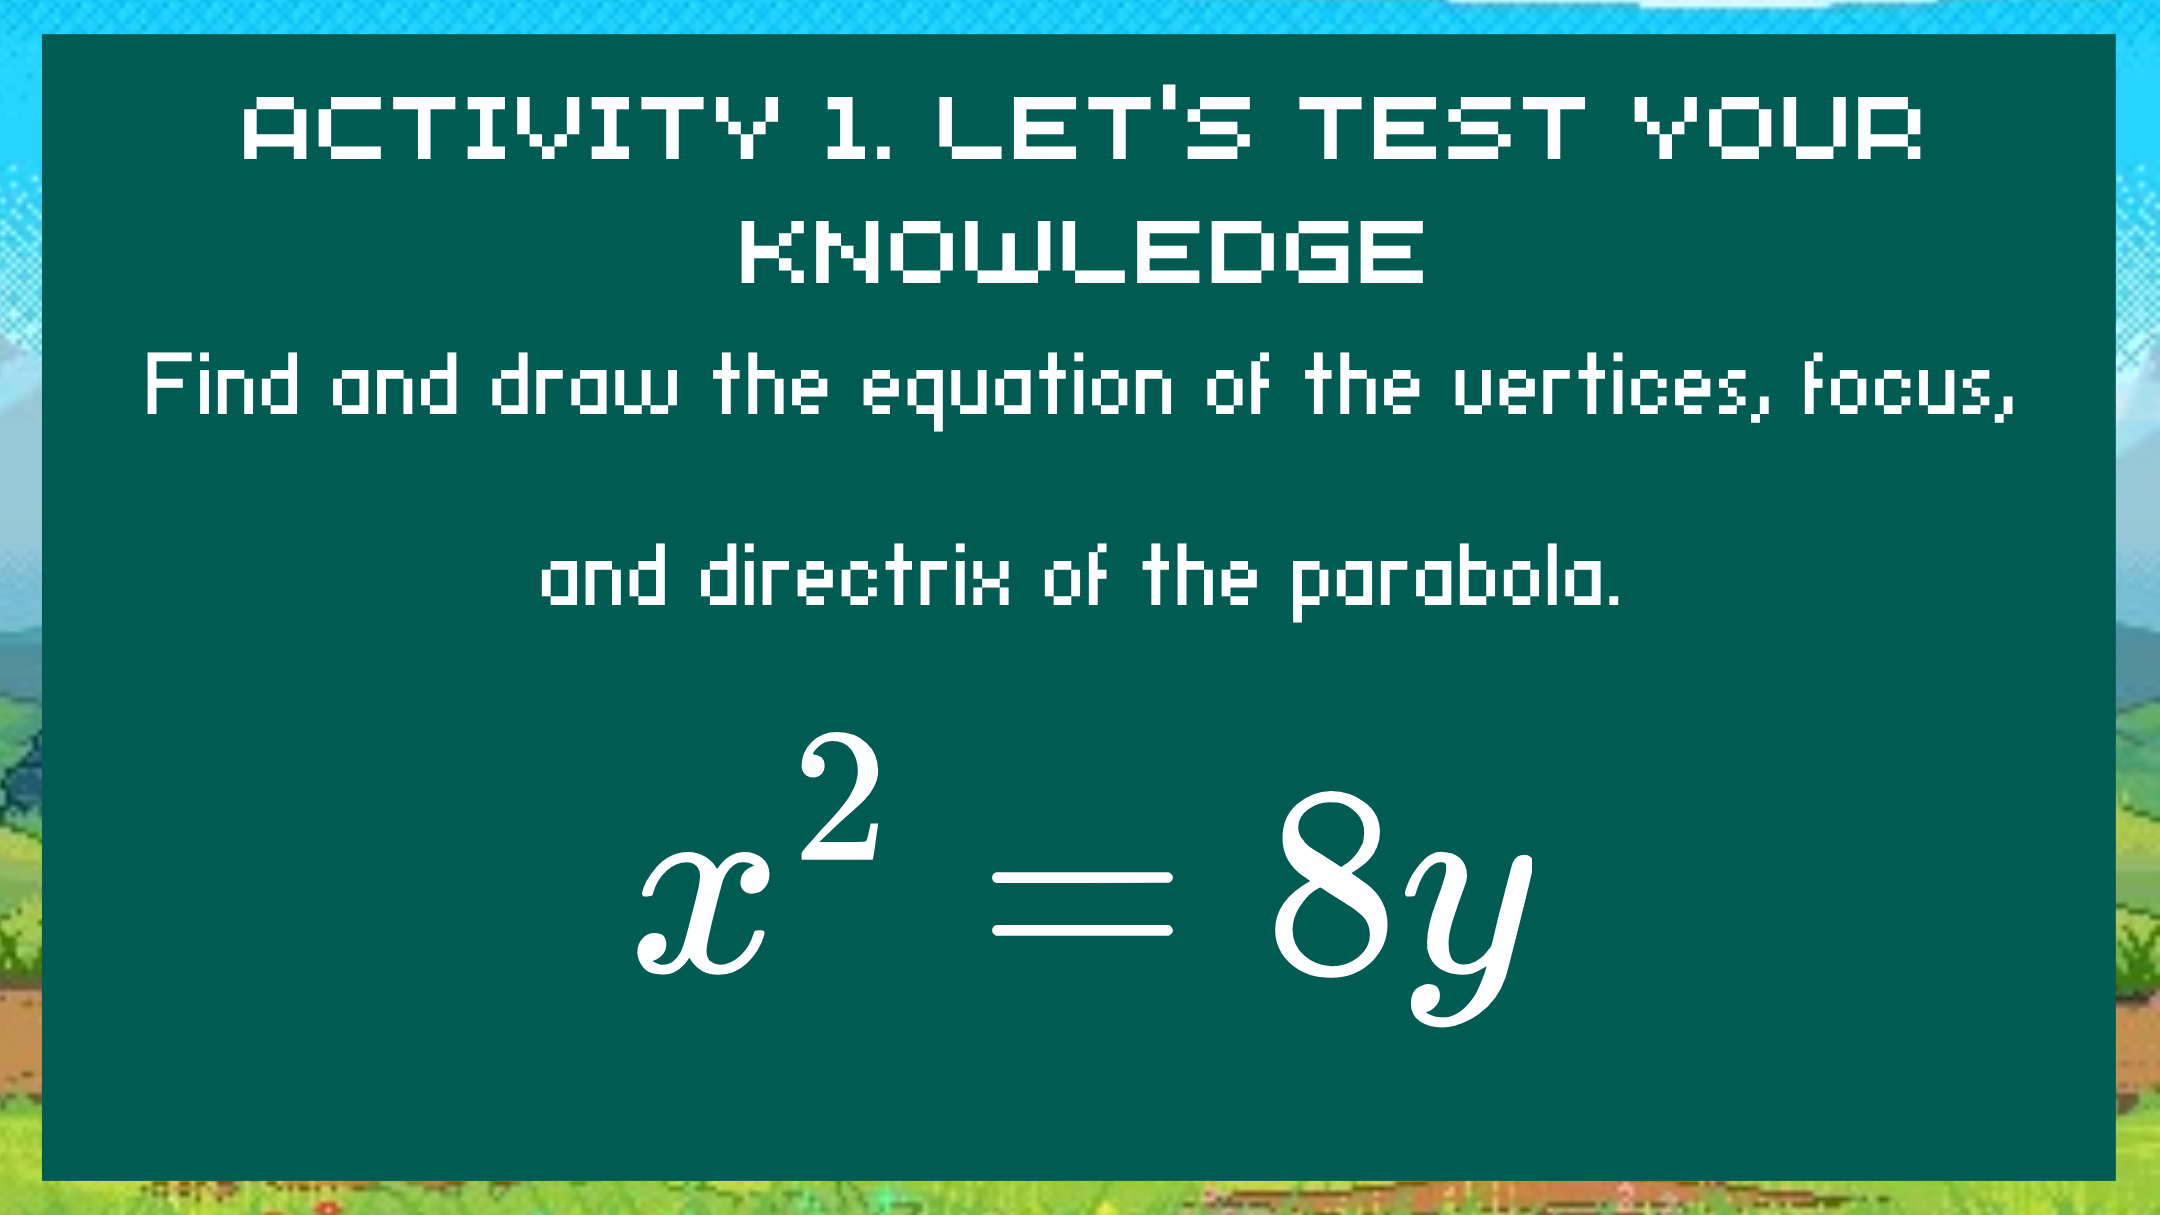 ACTIVITY 1. LET'S TEST YOUR
KNOWLEDGE
Find and draw the equation of the vertices, focus,
and directrix of the parabola.
x² = 8y